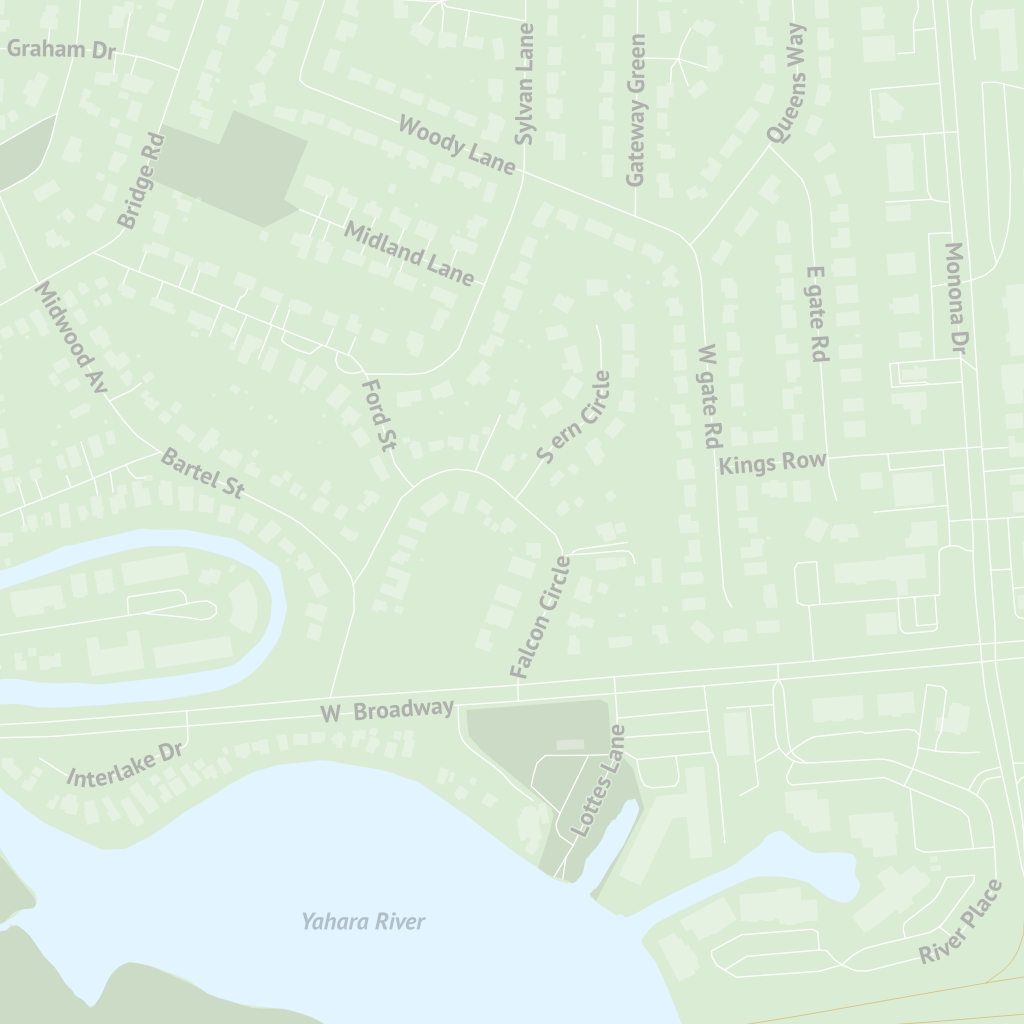 Graham Dr
Bridge Rd
Woody Lane
Sylvan Lane
Gateway Green
Queens Way
Midland Lane
Midwood Av
E gate Rd
Monona Dr
W gate Rd
Ford St
S ern Circle
Kings Row
Bartel St
Falcon Circle
W Broadway
Interlake Dr
Lottes Lane
Yahara River
River Place